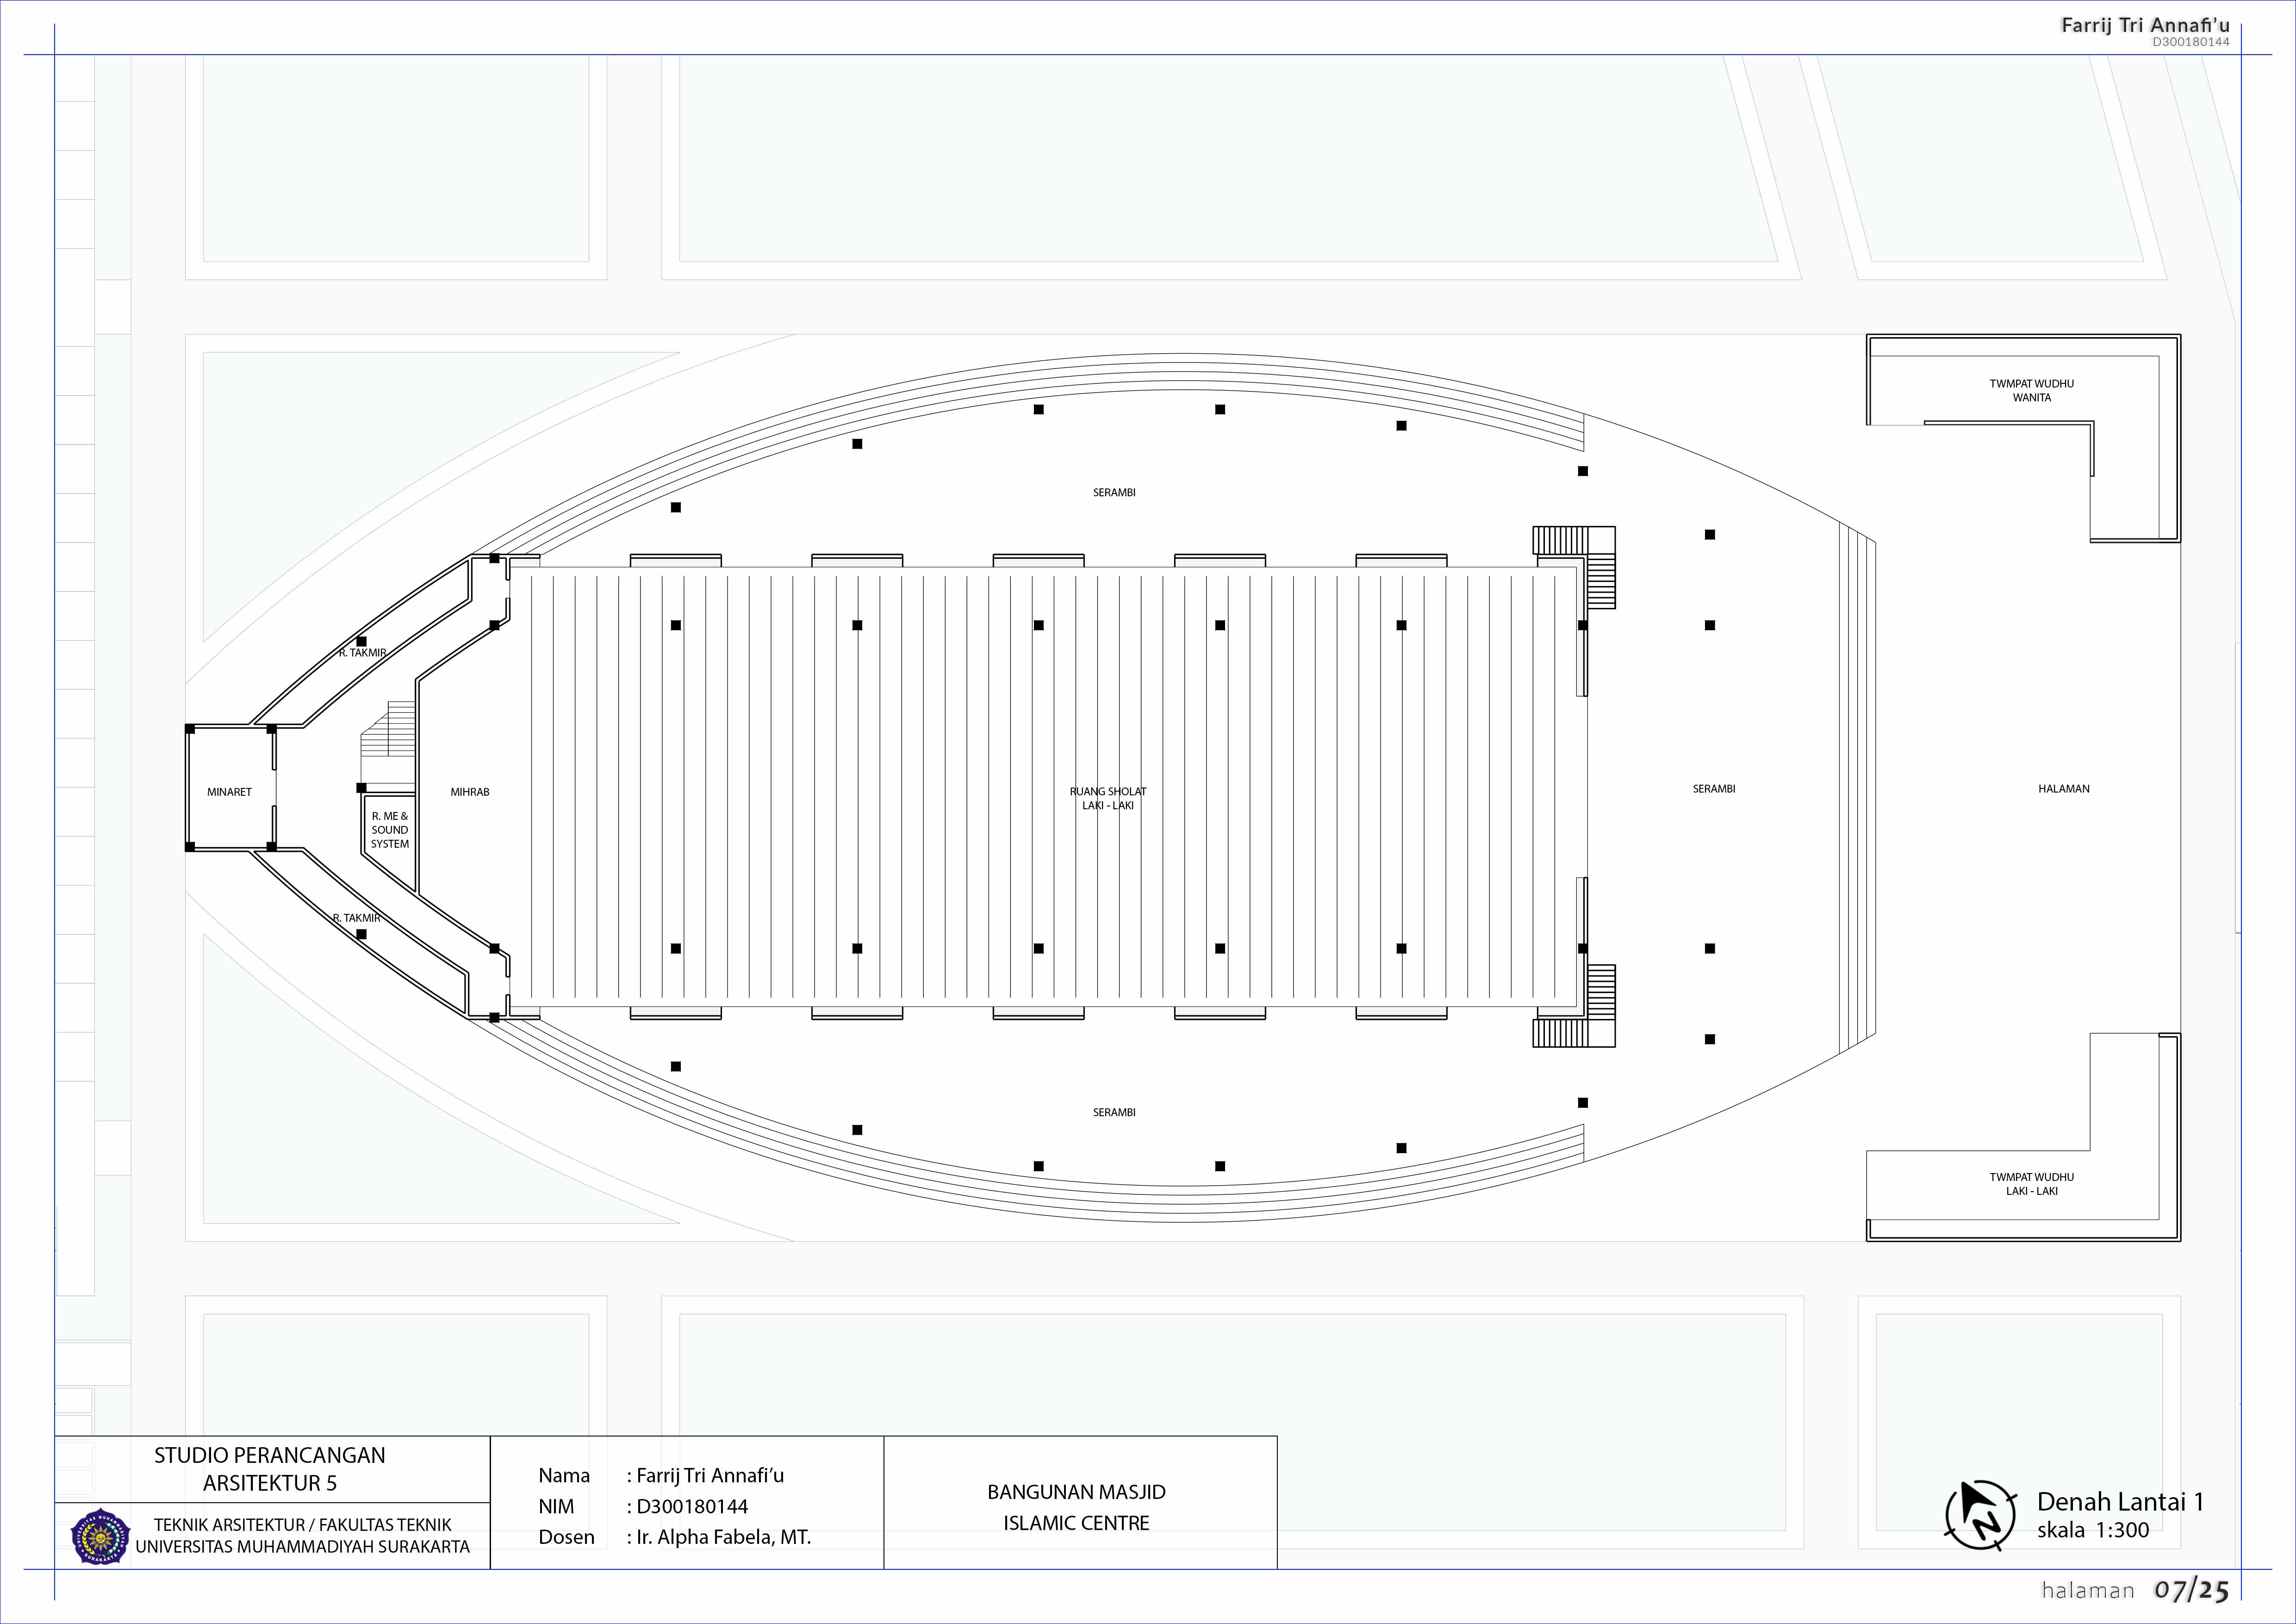 Farrij Tri Annafi’u
D300180144
TWMPAT WUDHU
WANITA
SERAMBI
R. TAKMIR
MINARET
MIHRAB
R. ME &
SOUND
SYSTEM
RUANG SHOLAT
LAKI - LAKI
SERAMBI
HALAMAN
R. TAKMIR
SERAMBI
TWMPAT WUDHU
LAKI - LAKI
STUDIO PERANCANGAN
ARSITEKTUR 5
TEKNIK ARSITEKTUR / FAKULTAS TEKNIK
UNIVERSITAS MUHAMMADIYAH SURAKARTA
Nama : Farrij Tri Annafi’u
NIM : D300180144
Dosen : Ir. Alpha Fabela, MT.
BANGUNAN MASJID
ISLAMIC CENTRE
N
Denah Lantai 1
skala 1:300
halaman 07/25